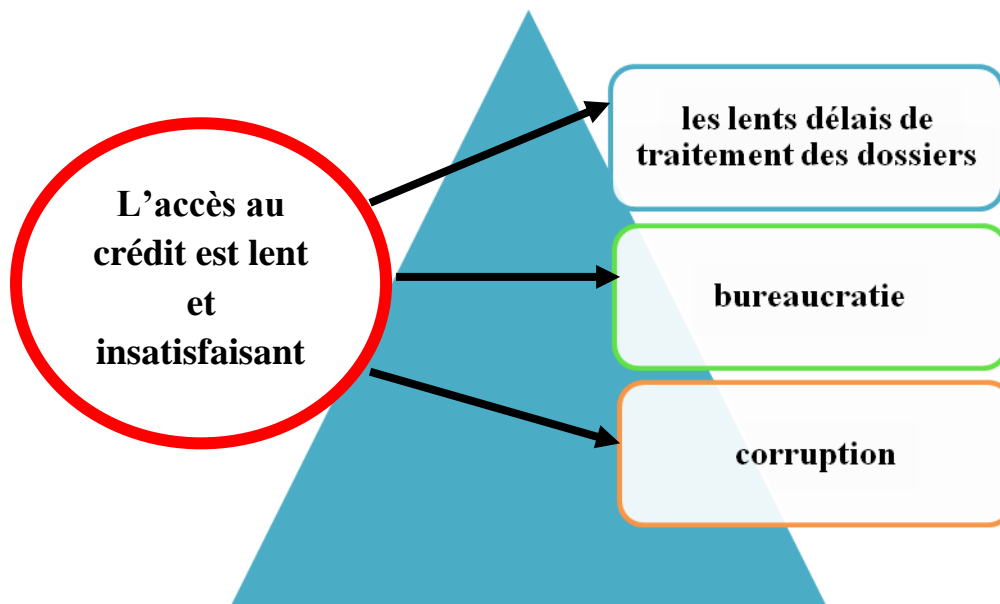 L’accès au
crédit est lent
et
insatisfaisant
les lents délais de
traitement des dossiers
bureaucratie
corruption